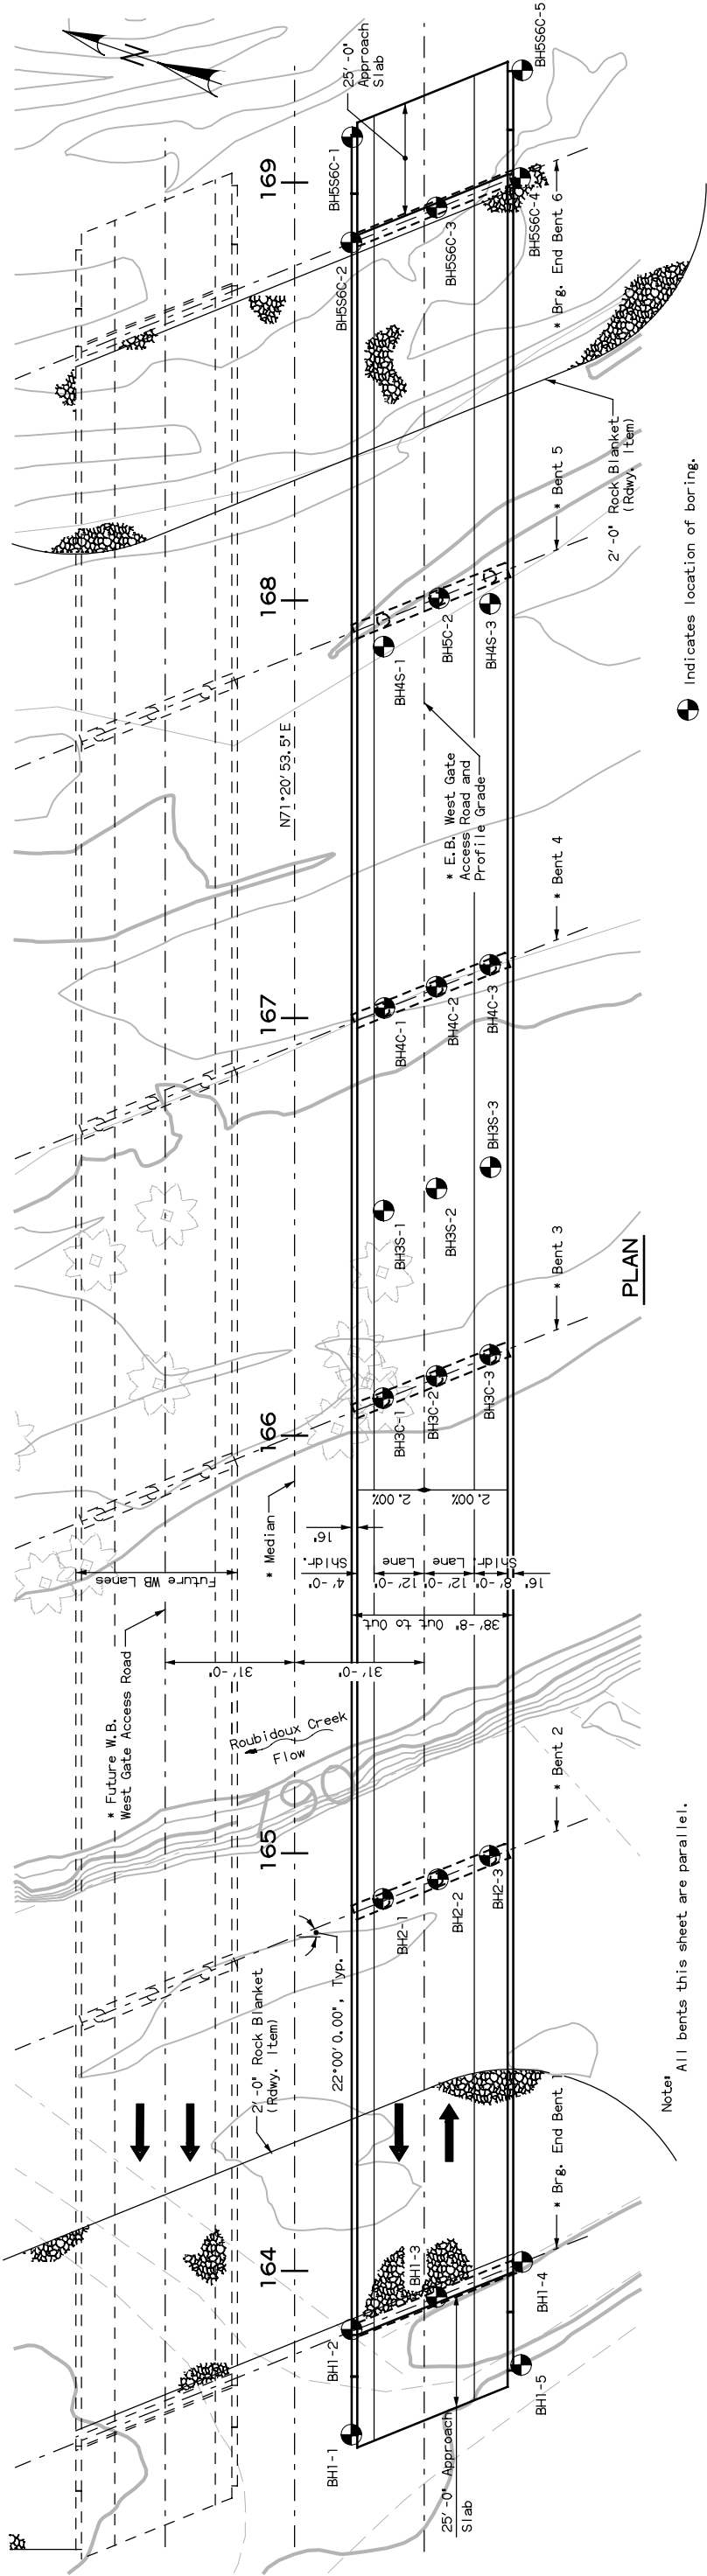 N
25'-0"
Approach
Slab
BH5S6C-5
BH5S6C-1
169
BH5S6C-2
BH5S6C-3
BH5S6C-4
* Brg. End Bent 6
2'-0" Rock Blanket
(Rdwy. Item)
* Bent 5
168
BH4S-1
BH5C-2
BH4S-3
N71°20'53.5"E
* E.B. West Gate
Access Road and
Profile Grade
* Bent 4
167
BH4C-1
BH4C-2
BH4C-3
BH3S-1
BH3S-2
BH3S-3
* Bent 3
166
BH3C-1
BH3C-2
BH3C-3
2.00%
2.00%
* Median
16"
Future WB Lanes
4'-0" Shldr.
12'-0" Lane
12'-0" Lane
8'-0" Shldr.
16"
38'-8" Out to Out
31'-0"
31'-0"
* Future W.B.
West Gate Access Road
Roubidoux Creek
Flow
790
165
* Bent 2
BH2-1
BH2-2
BH2-3
22°00'0.00", Typ.
2'-0" Rock Blanket
(Rdwy. Item)
* Brg. End Bent 1
164
BH1-3
BH1-2
BH1-4
BH1-1
BH1-5
25'-0" Approach
Slab
PLAN
Indicates location of boring.
Note:
All bents this sheet are parallel.